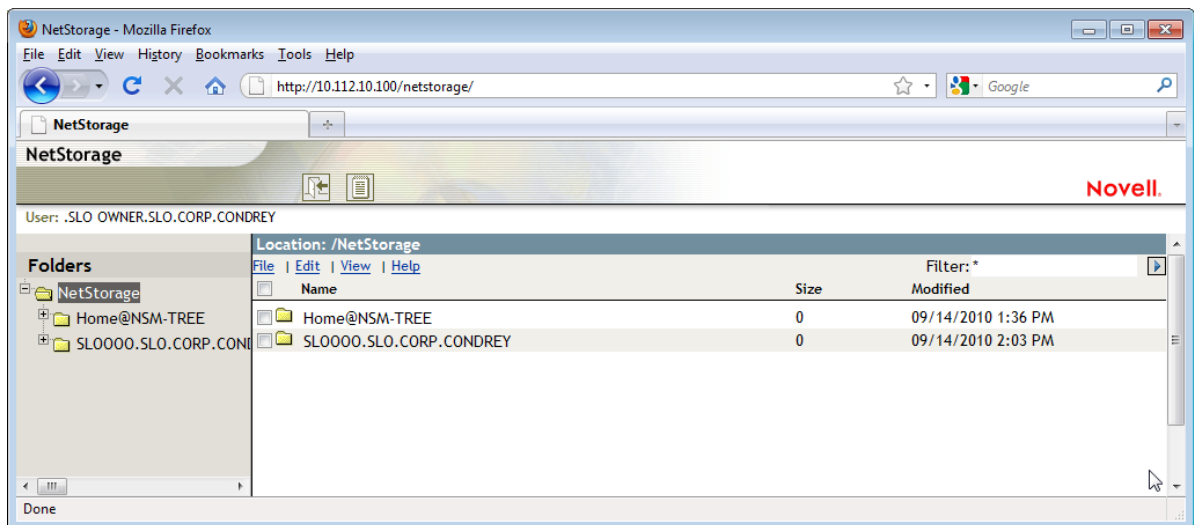 NetStorage - Mozilla Firefox
File Edit View History Bookmarks Tools Help
http://10.112.10.100/netstorage/
Google
NetStorage
NetStorage
Novell.
User: .SLO OWNER.SLO.CORP.CONDREY
Location: /NetStorage
Folders
File | Edit | View | Help
Filter: *
Name Size Modified
NetStorage
Home@NSM-TREE
SLOOOO.SLO.CORP.CON
Home@NSM-TREE 0 09/14/2010 1:36 PM
SLOOOO.SLO.CORP.CONDREY 0 09/14/2010 2:03 PM
Done